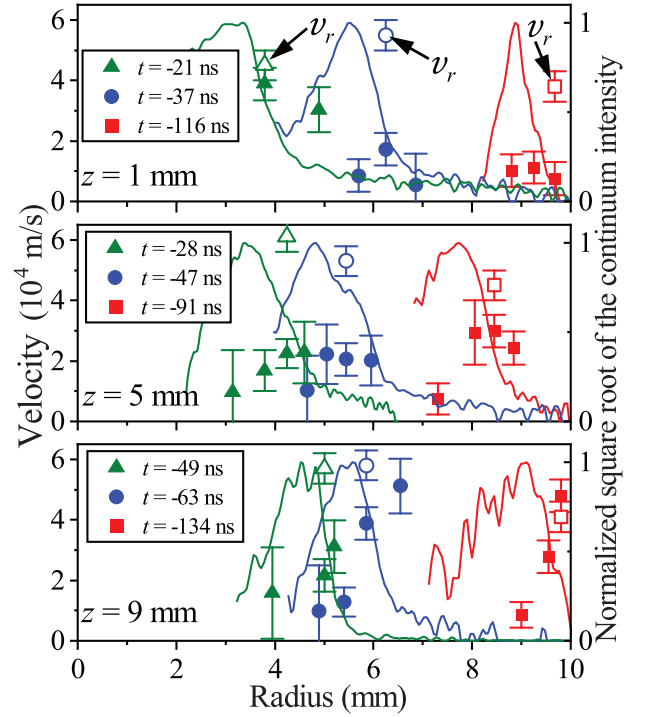 6
4
2
0
t = -21 ns
t = -37 ns
t = -116 ns
z = 1 mm
v_r
v_r
v_r
1
0
6
4
2
0
t = -28 ns
t = -47 ns
t = -91 ns
z = 5 mm
1
0
6
4
2
0
t = -49 ns
t = -63 ns
t = -134 ns
z = 9 mm
1
0
0 2 4 6 8 10
Radius (mm)
Velocity (10⁴ m/s)
Normalized square root of the continuum intensity